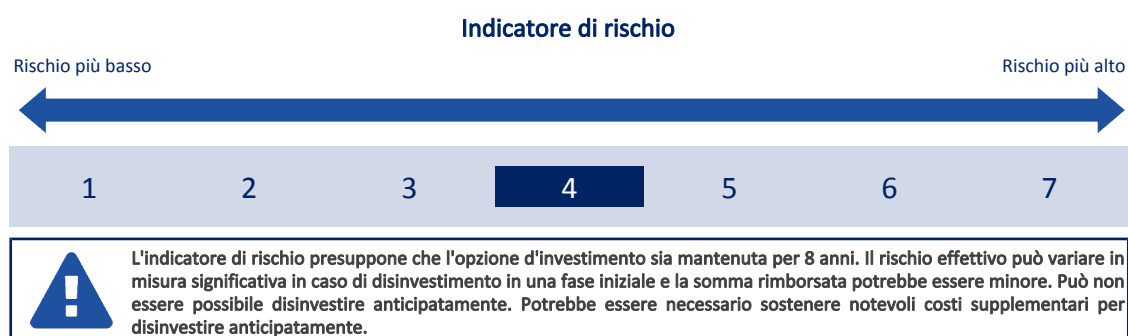 Indicatore di rischio
Rischio più basso
Rischio più alto
1 2 3 4 5 6 7
L'indicatore di rischio presuppone che l'opzione d'investimento sia mantenuta per 8 anni. Il rischio effettivo può variare in
misura significativa in caso di disinvestimento in una fase iniziale e la somma rimborsata potrebbe essere minore. Può non
essere possibile disinvestire anticipatamente. Potrebbe essere necessario sostenere notevoli costi supplementari per
disinvestire anticipatamente.